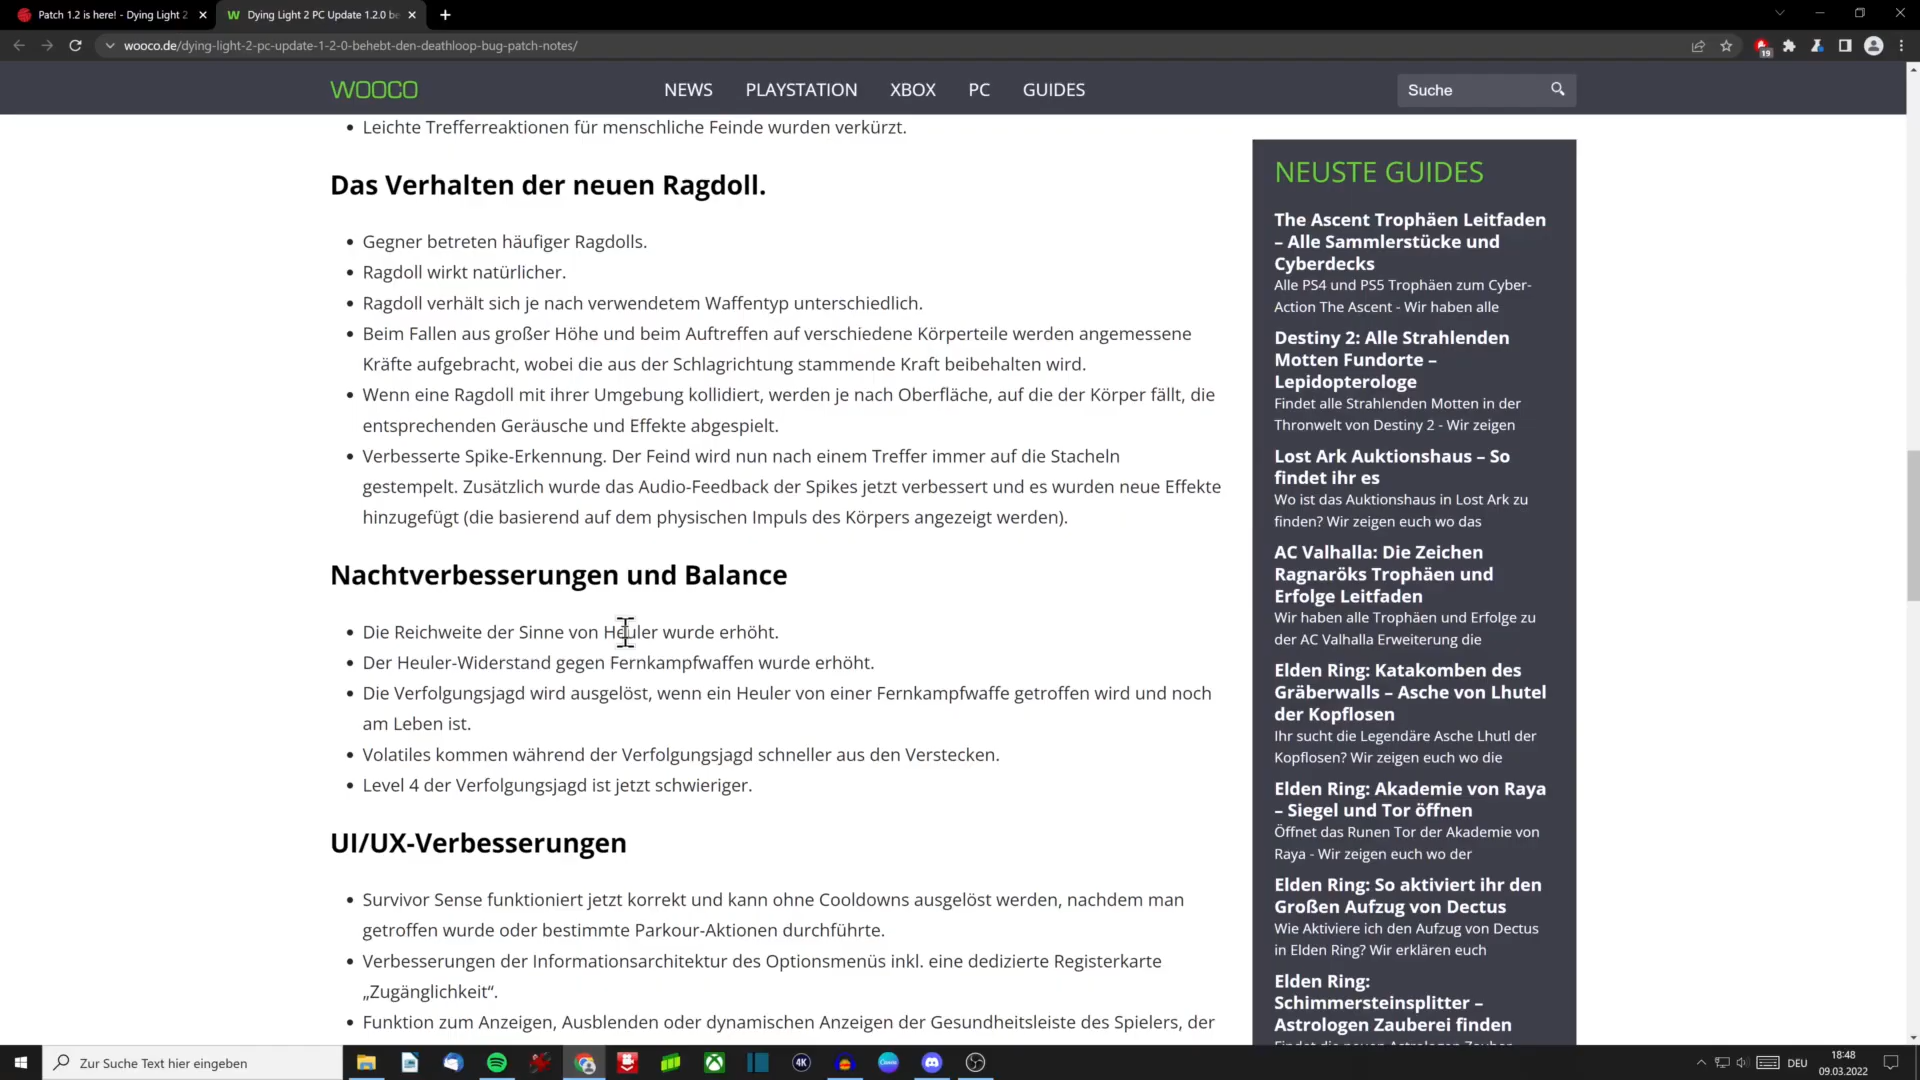 Patch 1.2 is here! - Dying Light 2
Dying Light 2 PC Update 1.2.0 be
wooco.de/dying-light-2-pc-update-1-2-0-behebt-den-deathloop-bug-patch-notes/
19
WOOCO
NEWS PLAYSTATION XBOX PC GUIDES
Suche
• Leichte Trefferreaktionen für menschliche Feinde wurden verkürzt.
Das Verhalten der neuen Ragdoll.
• Gegner betreten häufiger Ragdolls.
• Ragdoll wirkt natürlicher.
• Ragdoll verhält sich je nach verwendetem Waffentyp unterschiedlich.
• Beim Fallen aus großer Höhe und beim Auftreffen auf verschiedene Körperteile werden angemessene
Kräfte aufgebracht, wobei die aus der Schlagrichtung stammende Kraft beibehalten wird.
• Wenn eine Ragdoll mit ihrer Umgebung kollidiert, werden je nach Oberfläche, auf die der Körper fällt, die
entsprechenden Geräusche und Effekte abgespielt.
• Verbesserte Spike-Erkennung. Der Feind wird nun nach einem Treffer immer auf die Stacheln
gestempelt. Zusätzlich wurde das Audio-Feedback der Spikes jetzt verbessert und es wurden neue Effekte
hinzugefügt (die basierend auf dem physischen Impuls des Körpers angezeigt werden).
Nachtverbesserungen und Balance
• Die Reichweite der Sinne von Heuler wurde erhöht.
• Der Heuler-Widerstand gegen Fernkampfwaffen wurde erhöht.
• Die Verfolgungsjagd wird ausgelöst, wenn ein Heuler von einer Fernkampfwaffe getroffen wird und noch
am Leben ist.
• Volatiles kommen während der Verfolgungsjagd schneller aus den Verstecken.
• Level 4 der Verfolgungsjagd ist jetzt schwieriger.
UI/UX-Verbesserungen
• Survivor Sense funktioniert jetzt korrekt und kann ohne Cooldowns ausgelöst werden, nachdem man
getroffen wurde oder bestimmte Parkour-Aktionen durchführte.
• Verbesserungen der Informationsarchitektur des Optionsmenüs inkl. eine dedizierte Registerkarte
„Zugänglichkeit“.
• Funktion zum Anzeigen, Ausblenden oder dynamischen Anzeigen der Gesundheitsleiste des Spielers, der
NEUSTE GUIDES
The Ascent Trophäen Leitfaden
– Alle Sammlerstücke und
Cyberdecks
Alle PS4 und PS5 Trophäen zum Cyber-
Action The Ascent - Wir haben alle
Destiny 2: Alle Strahlenden
Motten Fundorte –
Lepidopterologe
Findet alle Strahlenden Motten in der
Thronwelt von Destiny 2 - Wir zeigen
Lost Ark Auktionshaus – So
findet ihr es
Wo ist das Auktionshaus in Lost Ark zu
finden? Wir zeigen euch wo das
AC Valhalla: Die Zeichen
Ragnaröks Trophäen und
Erfolge Leitfaden
Wir haben alle Trophäen und Erfolge zu
der AC Valhalla Erweiterung die
Elden Ring: Katakomben des
Gräberwalls – Asche von Lhutel
der Kopflosen
Ihr sucht die Legendäre Asche Lhutl der
Kopflosen? Wir zeigen euch wo die
Elden Ring: Akademie von Raya
– Siegel und Tor öffnen
Öffnet das Runen Tor der Akademie von
Raya - Wir zeigen euch wo der
Elden Ring: So aktiviert ihr den
Großen Aufzug von Dectus
Wie Aktiviere ich den Aufzug von Dectus
in Elden Ring? Wir erklären euch
Elden Ring:
Schimmersteinsplitter –
Astrologen Zauberei finden
Zur Suche Text hier eingeben
4K
DEU
18:48
09.03.2022